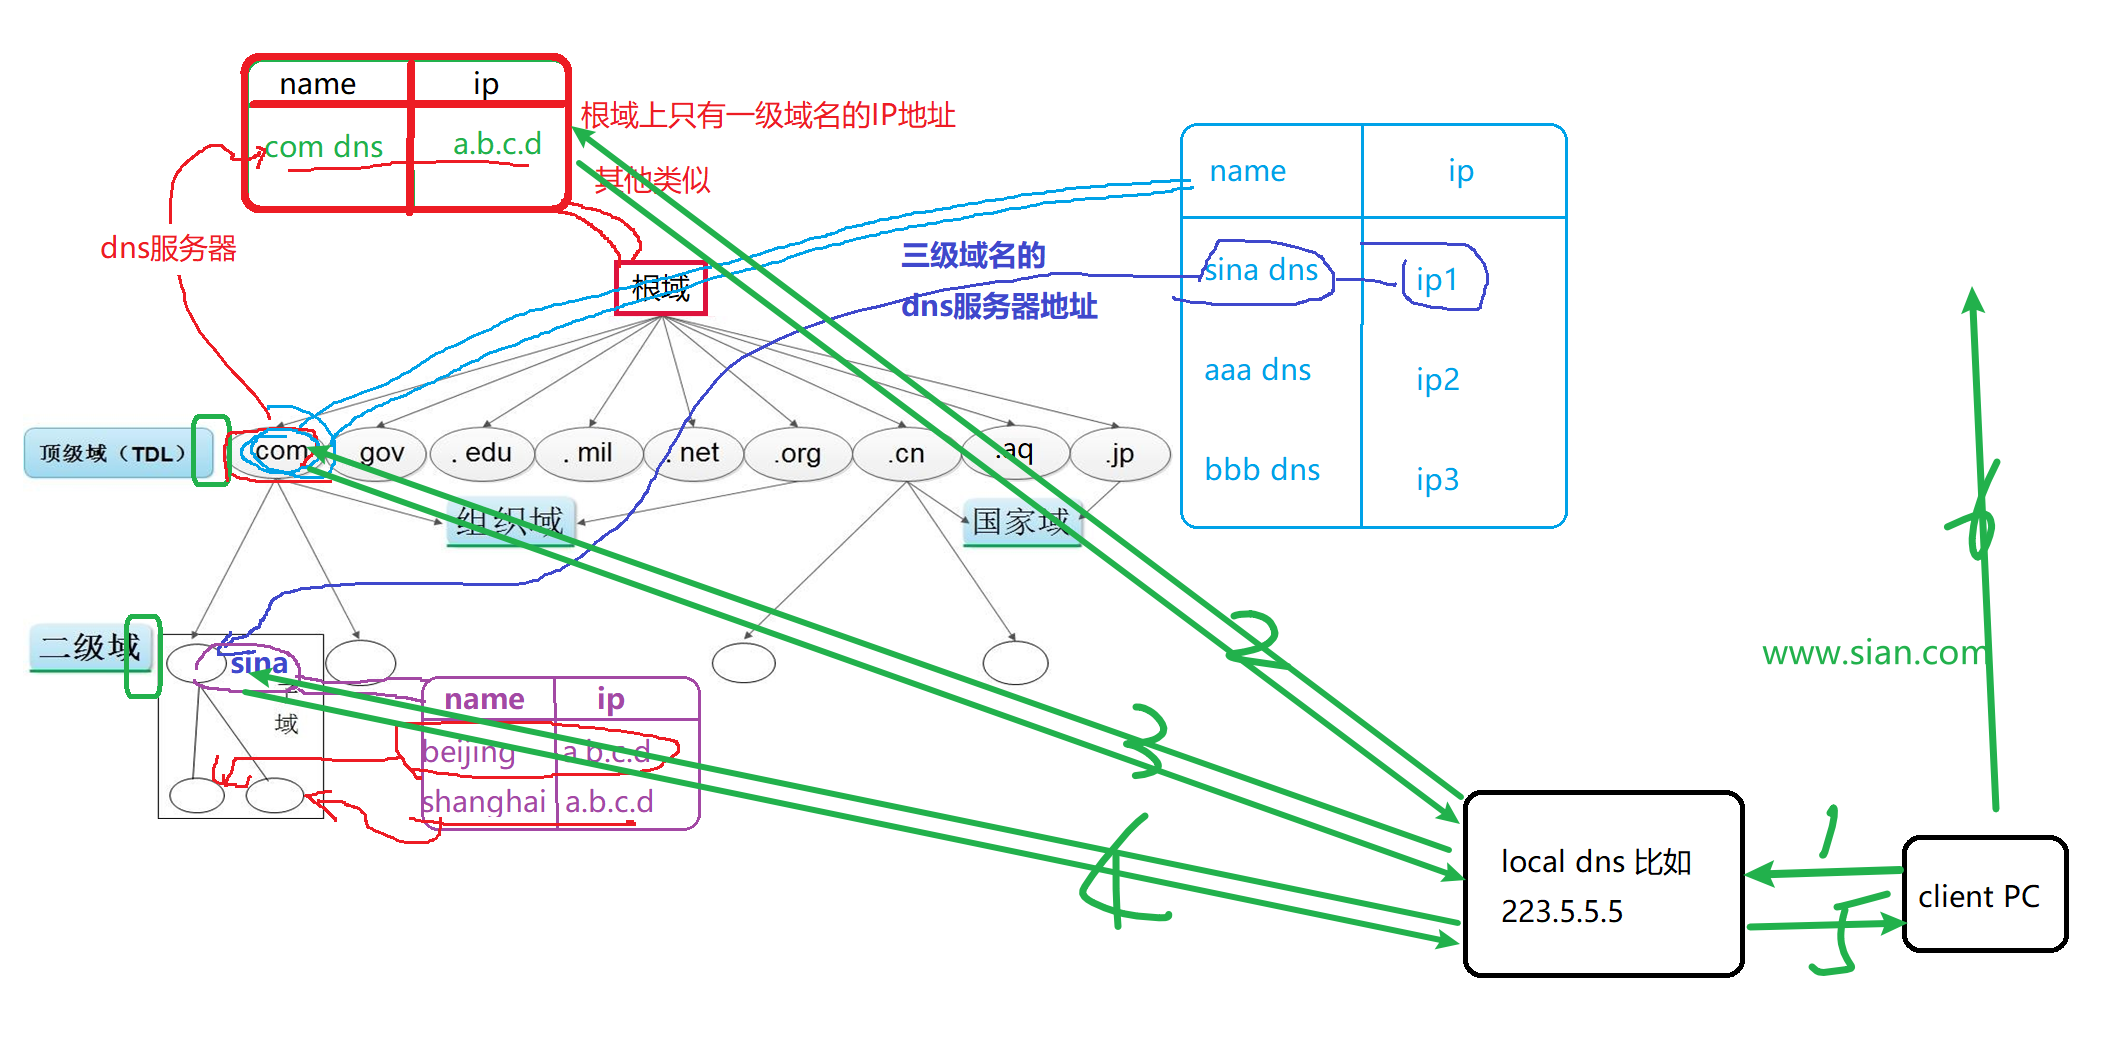 name ip
com dns a.b.c.d
根域上只有一级域名的IP地址
其他类似
dns服务器
根域
三级域名的
dns服务器地址
name ip
sina dns ip1
aaa dns ip2
bbb dns ip3
顶级域（TDL）
com
gov
. edu
. mil
. net
.org
.cn
.aq
.jp
组织域
国家域
二级域
sina
域
name ip
beijing a.b.c.d
shanghai a.b.c.d
www.sian.com
local dns 比如
223.5.5.5
client PC
1
2
3
4
5
6